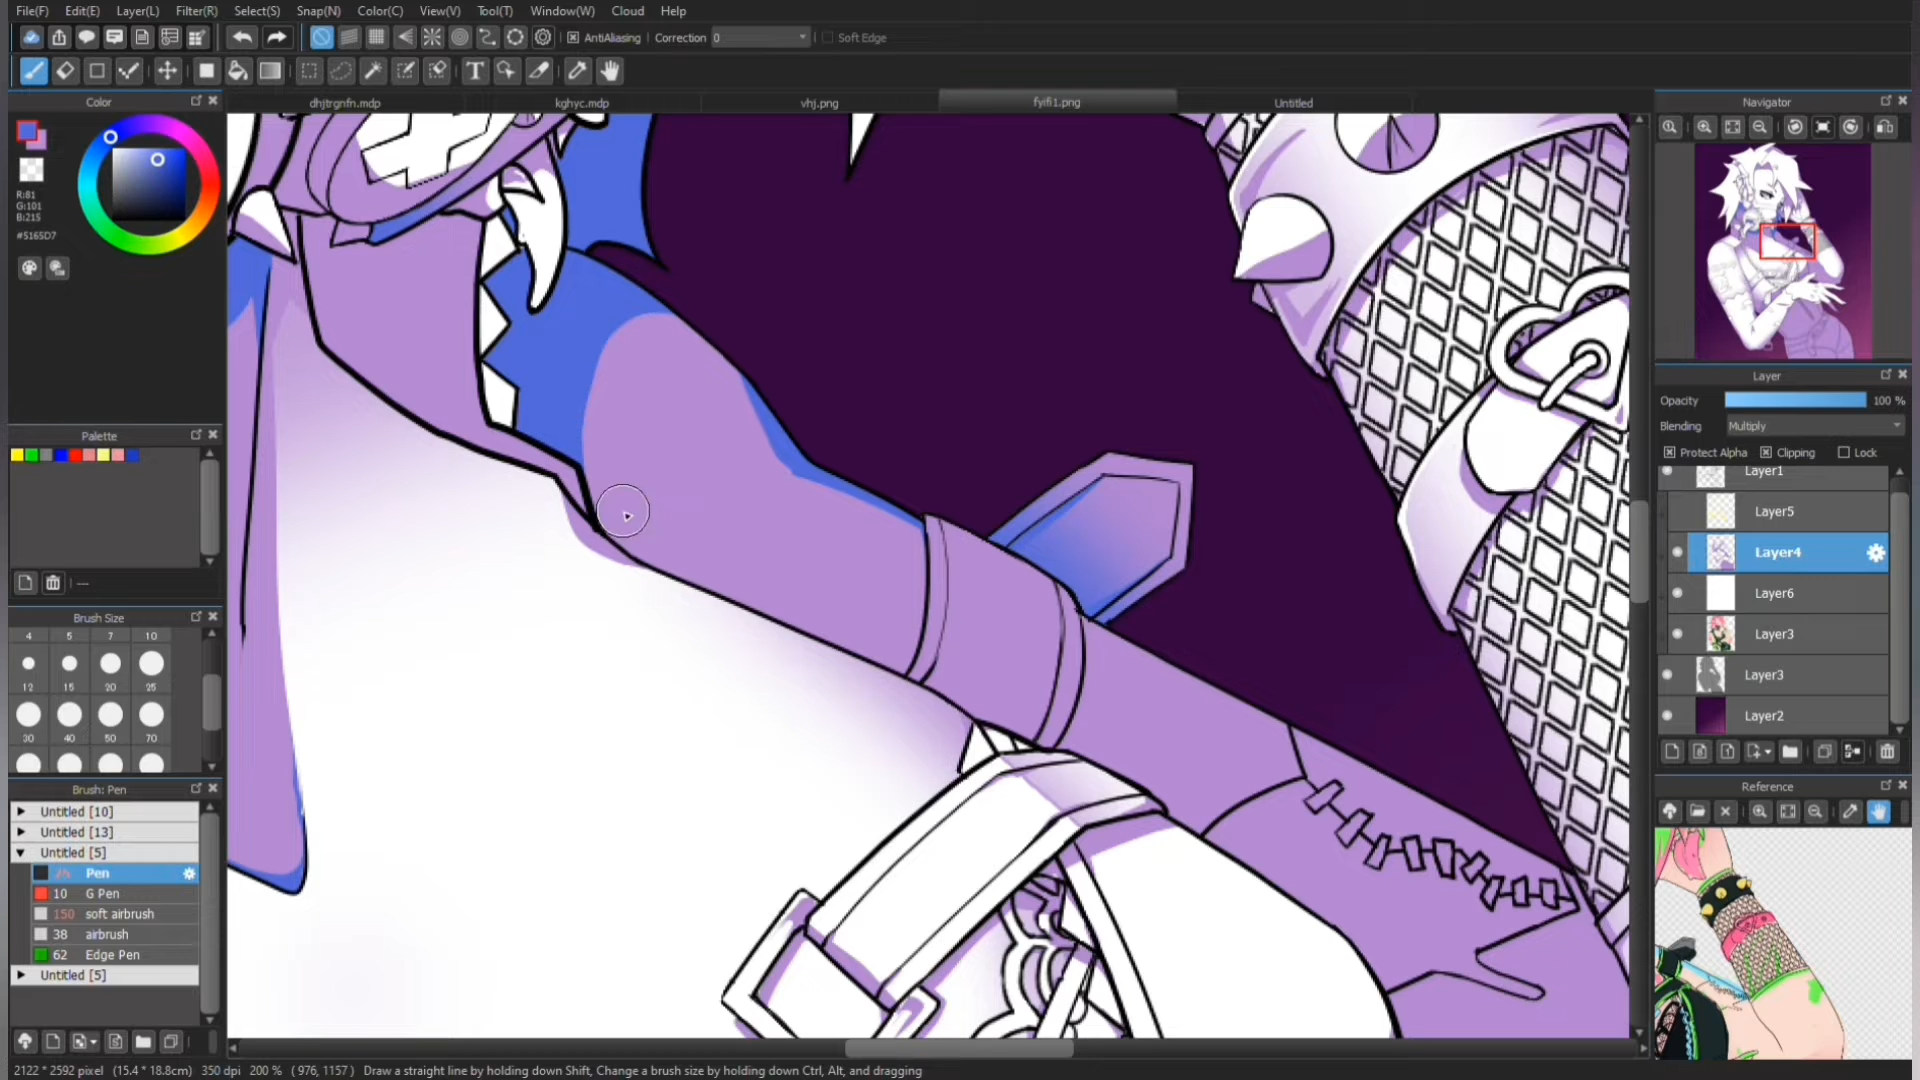 File(F) Edit(E) Layer(L) Filter(R) Select(S) Snap(N) Color(C) View(V) Tool(T) Window(W) Cloud Help
AntiAliasing Correction 0 Soft Edge
T
Color
dhjtrgnfn.mdp kghyc.mdp vhj.png fyifi1.png Untitled
Navigator
R:81
G:101
B:215
#5165D7
Layer
Opacity 100 %
Blending Multiply
Protect Alpha Clipping Lock
Layer1
Layer5
Layer4
Layer6
Layer3
Layer3
Layer2
Palette
---
Brush Size
4 5 7 10
12 15 20 25
30 40 50 70
Reference
Brush: Pen
Untitled [10]
Untitled [13]
Untitled [5]
Pen
10 G Pen
150 soft airbrush
38 airbrush
62 Edge Pen
Untitled [5]
2122 * 2592 pixel (15.4 * 18.8cm) 350 dpi 200 % ( 976, 1157 ) Draw a straight line by holding down Shift, Change a brush size by holding down Ctrl, Alt, and dragging